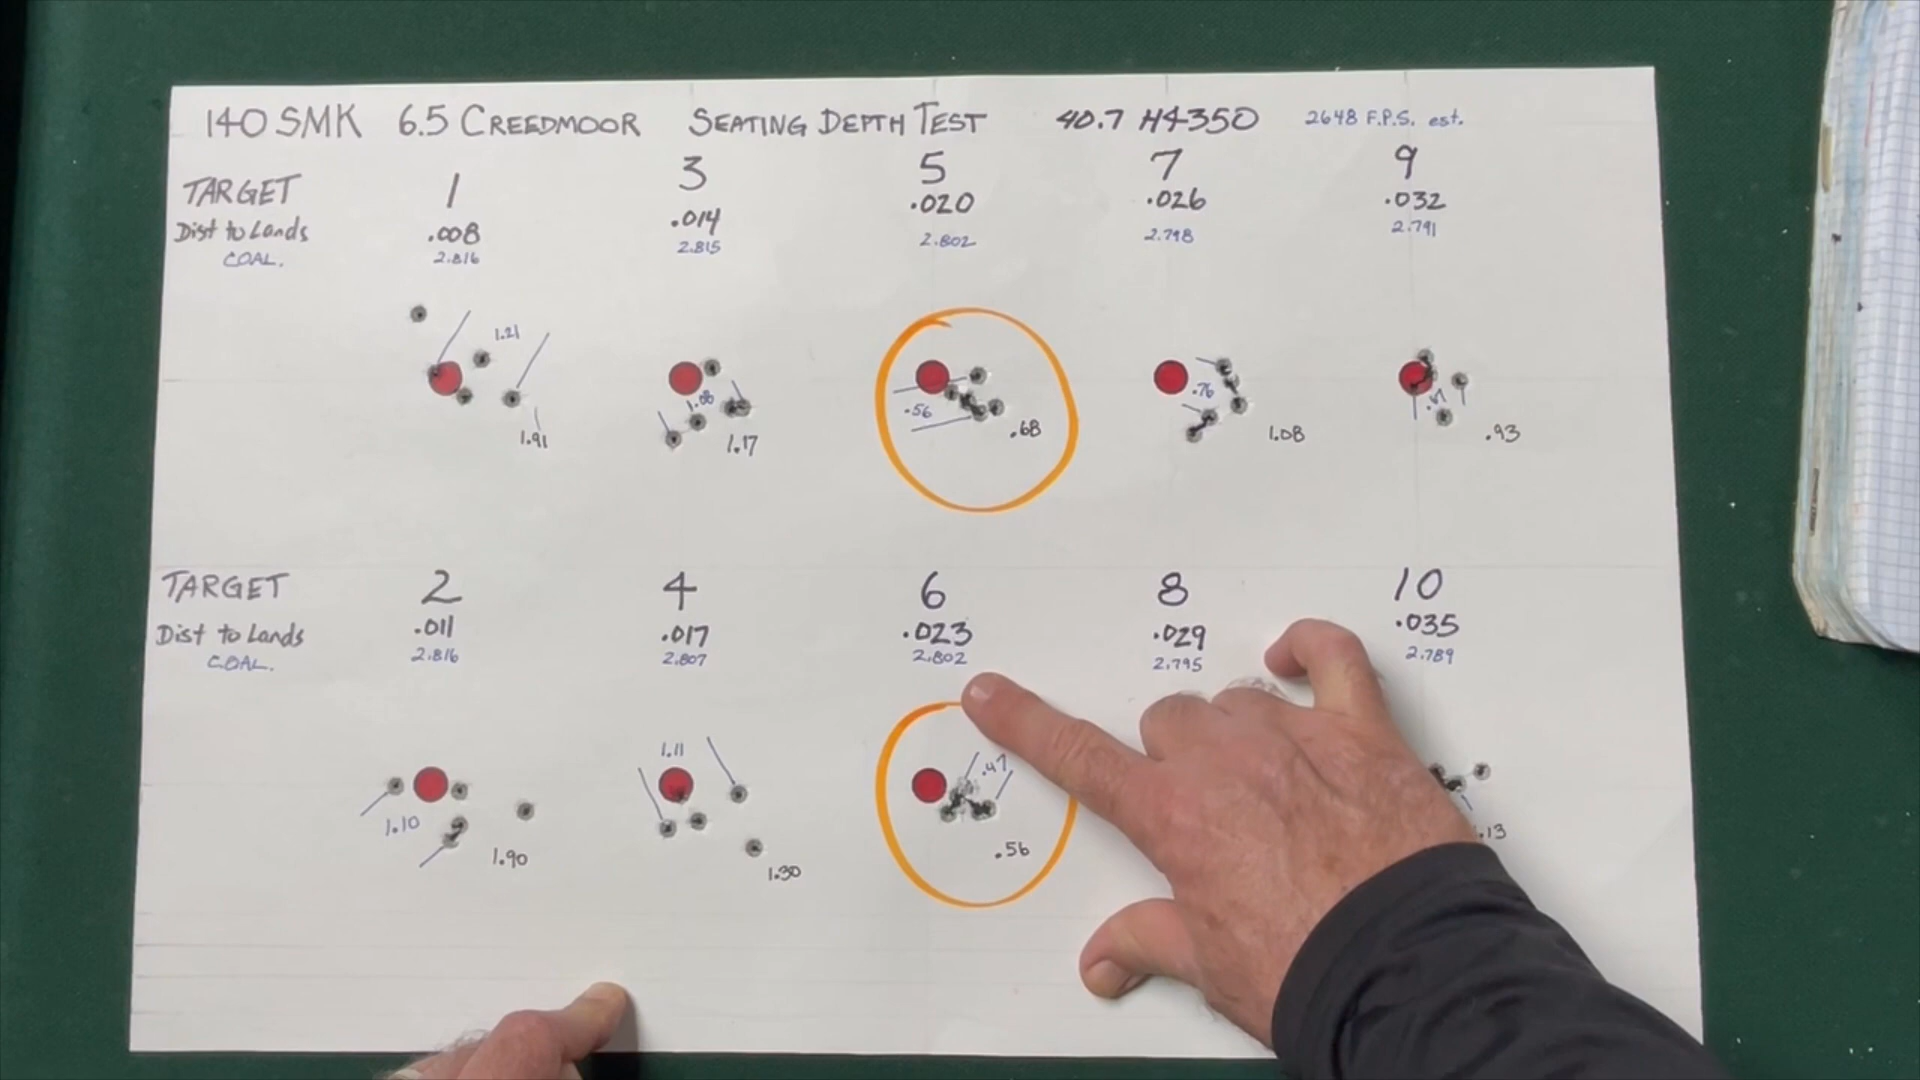 140 SMK 6.5 CREEDMOOR SEATING DEPTH TEST 40.7 H4350 2648 F.P.S. est.
TARGET 1 3 5 7 9
Dist to Lands .008 .014 .020 .026 .032
COAL. 2.816 2.815 2.802 2.798 2.791
1.21
1.91
1.08
1.17
.56
.68
.76
1.08
.93
TARGET 2 4 6 8 10
Dist to Lands .011 .017 .023 .029 .035
COAL. 2.816 2.807 2.802 2.795 2.789
1.10
1.90
1.11
1.30
.47
.56